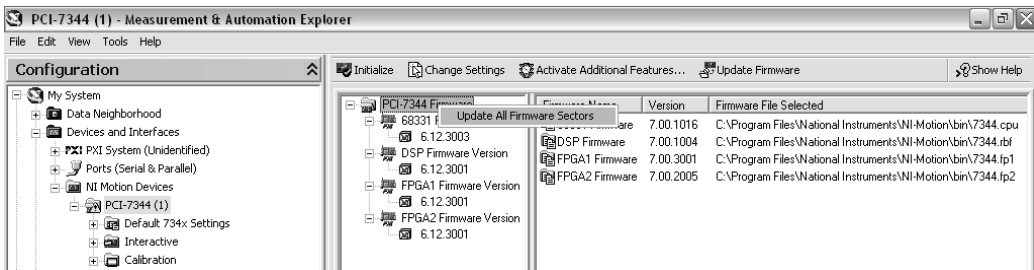 PCI-7344 (1) - Measurement & Automation Explorer
File Edit View Tools Help
Configuration
Initialize Change Settings Activate Additional Features... Update Firmware Show Help
My System
Data Neighborhood
Devices and Interfaces
PXI PXI System (Unidentified)
Ports (Serial & Parallel)
NI Motion Devices
PCI-7344 (1)
Default 734x Settings
Interactive
Calibration
PCI-7344
Update All Firmware Sectors
68331
6.12.3003
DSP Firmware Version
6.12.3001
FPGA1 Firmware Version
6.12.3001
FPGA2 Firmware Version
6.12.3001
Version Firmware File Selected
7.00.1016 C:\Program Files\National Instruments\NI-Motion\bin\7344.cpu
DSP Firmware 7.00.1004 C:\Program Files\National Instruments\NI-Motion\bin\7344.rbf
FPGA1 Firmware 7.00.3001 C:\Program Files\National Instruments\NI-Motion\bin\7344.fp1
FPGA2 Firmware 7.00.2005 C:\Program Files\National Instruments\NI-Motion\bin\7344.fp2